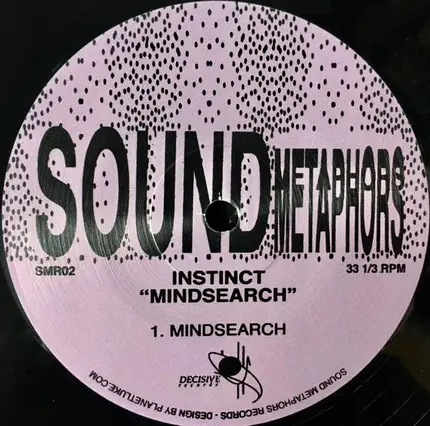 SOUND METAPHORS
SMR02
33 1/3 RPM
INSTINCT
“MINDSEARCH”
1. MINDSEARCH
DECISIVE
records
SOUND METAPHORS RECORDS - DESIGN BY PLANETLUKE.COM